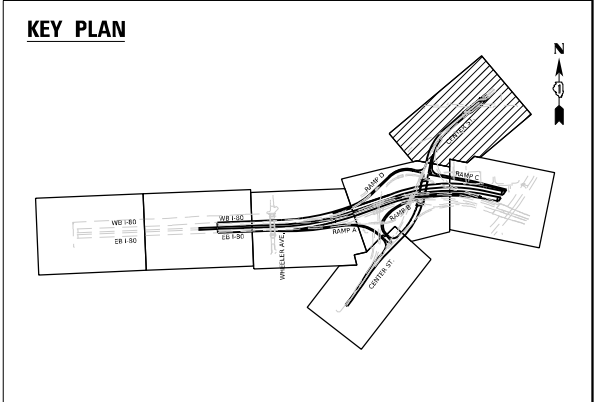 KEY PLAN
N
CENTER ST.
RAMP D
RAMP C
WB I-80
WB I-80
RAMP B
EB I-80
EB I-80
RAMP A
WHEELER AVE.
CENTER ST.